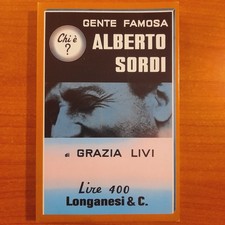 GENTE FAMOSA
Chi è
?
ALBERTO
SORDI
di GRAZIA LIVI
Lire 400
Longanesi & C.